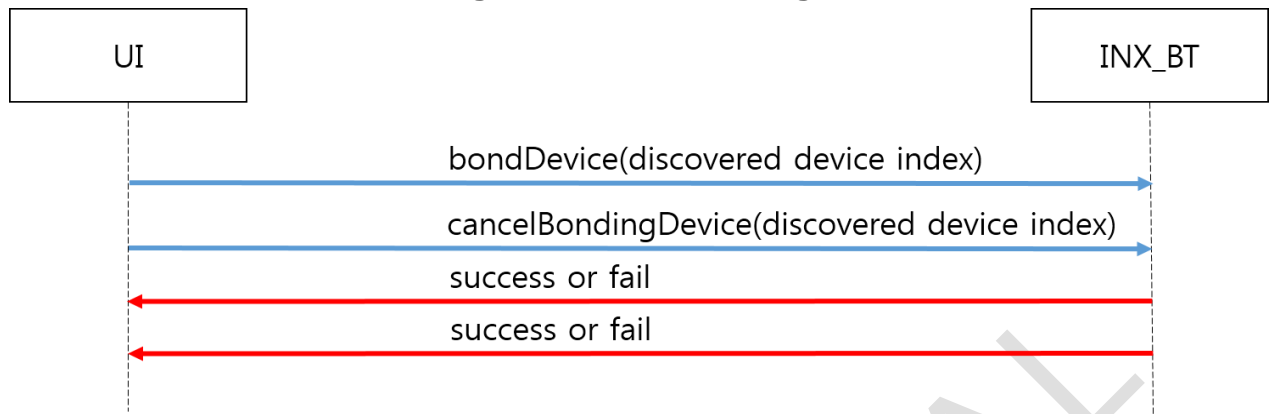 UI
INX_BT
bondDevice(discovered device index)
cancelBondingDevice(discovered device index)
success or fail
success or fail